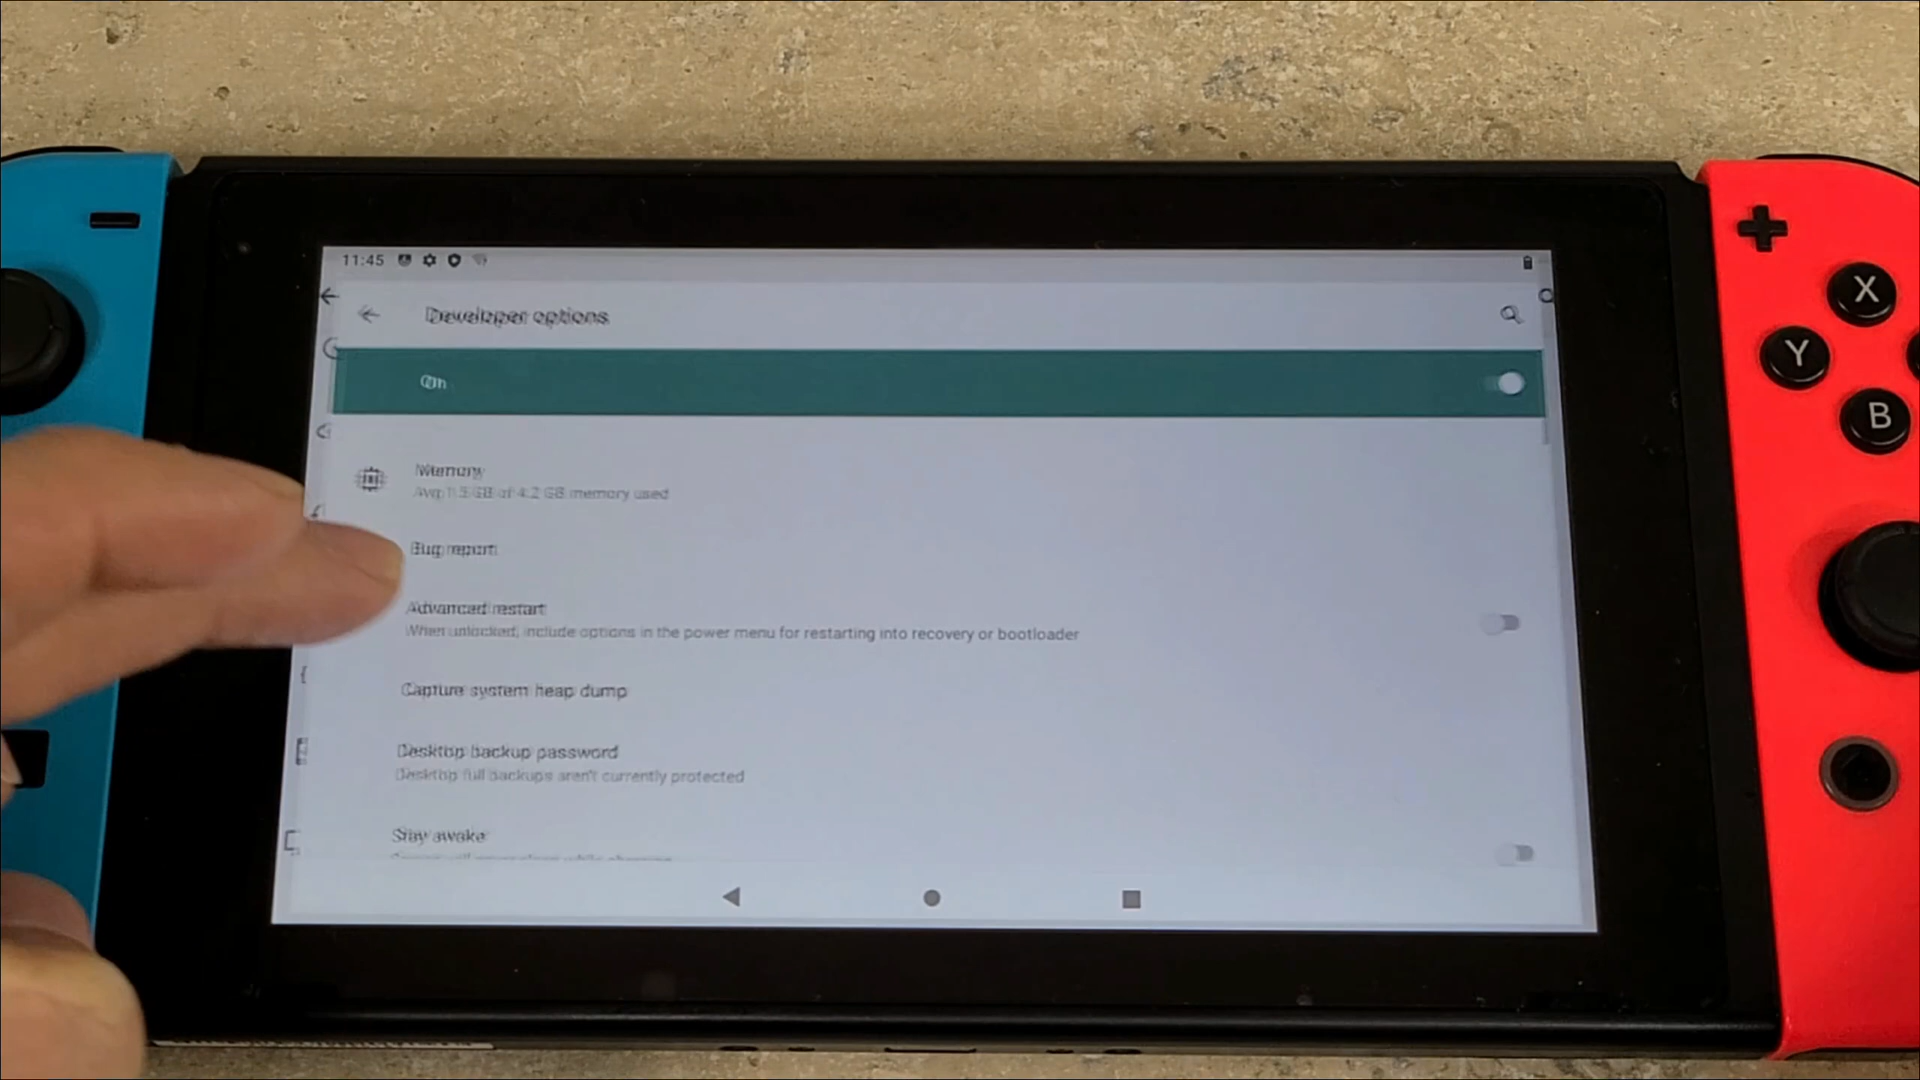 11:45
Developer options
On
Memory
Avg 1.5 GB of 4.2 GB memory used
Bug report
Advanced restart
When unlocked, include options in the power menu for restarting into recovery or bootloader
Capture system heap dump
Desktop backup password
Desktop full backups aren't currently protected
Stay awake
X
Y
B